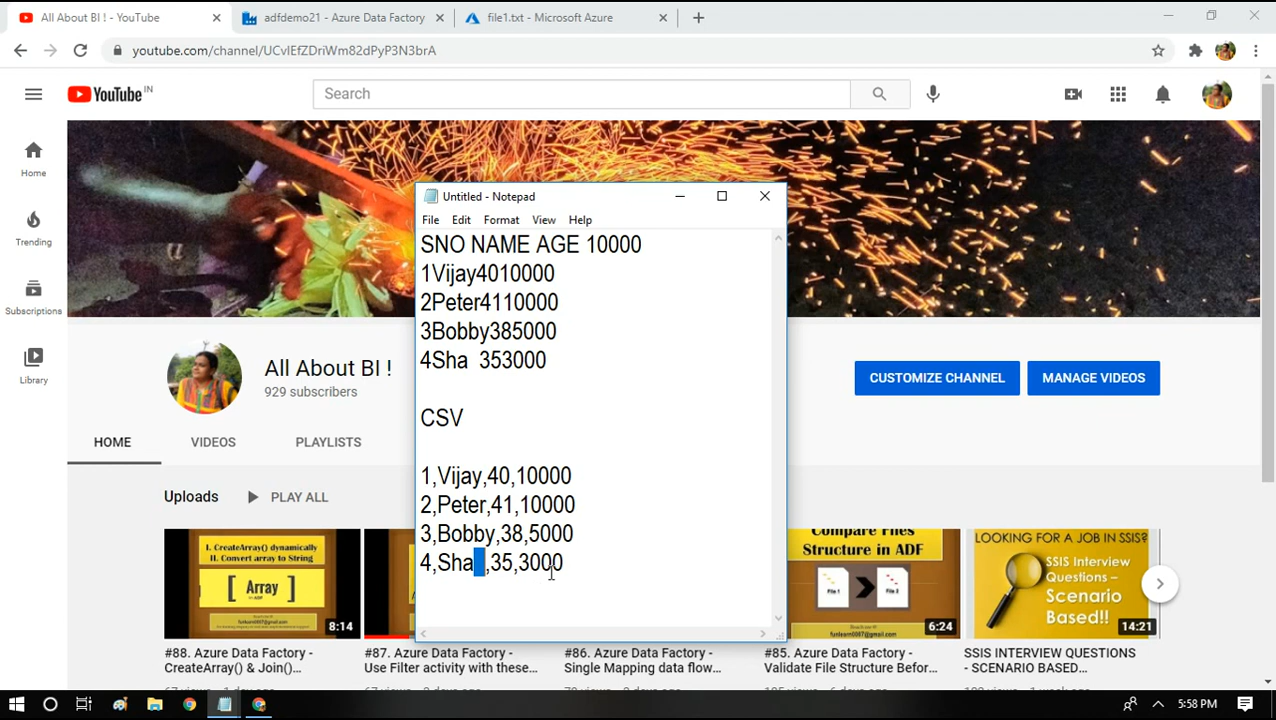 All About BI ! - YouTube
adfdemo21 - Azure Data Factory
file1.txt - Microsoft Azure
youtube.com/channel/UCvIEfZDriWm82dPyP3N3brA
YouTube IN
Search
Home
Trending
Subscriptions
Library
Untitled - Notepad
File Edit Format View Help
SNO NAME AGE 10000
1Vijay4010000
2Peter4110000
3Bobby385000
4Sha  353000
CSV
1,Vijay,40,10000
2,Peter,41,10000
3,Bobby,38,5000
4,Sha  ,35,3000
All About BI !
929 subscribers
CUSTOMIZE CHANNEL
MANAGE VIDEOS
HOME
VIDEOS
PLAYLISTS
Uploads
PLAY ALL
I. CreateArray() dynamically
II. Convert array to String
[ Array ]
funlearn0007@gmail.com
8:14
#88. Azure Data Factory -
CreateArray() & Join()...
#87. Azure Data Factory -
Use Filter activity with these...
#86. Azure Data Factory -
Single Mapping data flow...
Compare Files
Structure in ADF
File 1
File 2
6:24
#85. Azure Data Factory -
Validate File Structure Befor...
LOOKING FOR A JOB IN SSIS?
SSIS Interview
Questions –
Scenario
Based!!
14:21
SSIS INTERVIEW QUESTIONS
- SCENARIO BASED...
5:58 PM